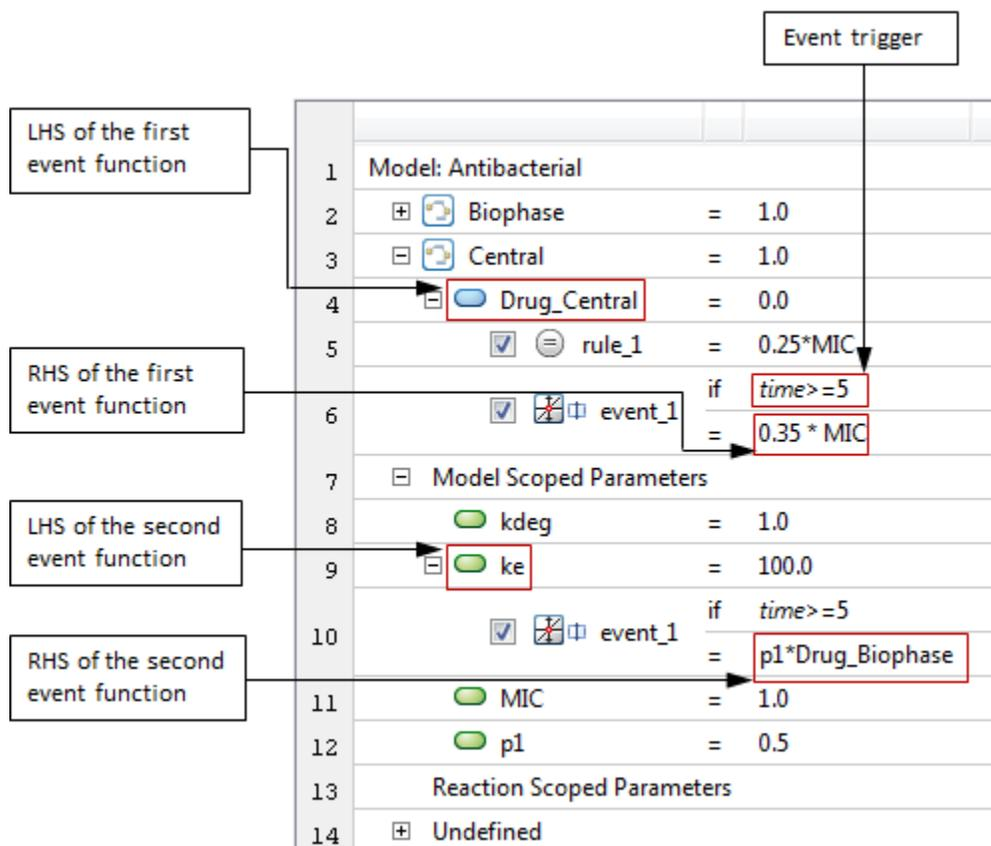 Event trigger
LHS of the first
event function
1 Model: Antibacterial
2 Biophase = 1.0
3 Central = 1.0
4 Drug_Central = 0.0
5 rule_1 = 0.25*MIC
RHS of the first
event function
6 event_1 if time>=5
= 0.35 * MIC
7 Model Scoped Parameters
LHS of the second
event function
8 kdeg = 1.0
9 ke = 100.0
10 event_1 if time>=5
= p1*Drug_Biophase
RHS of the second
event function
11 MIC = 1.0
12 p1 = 0.5
13 Reaction Scoped Parameters
14 Undefined